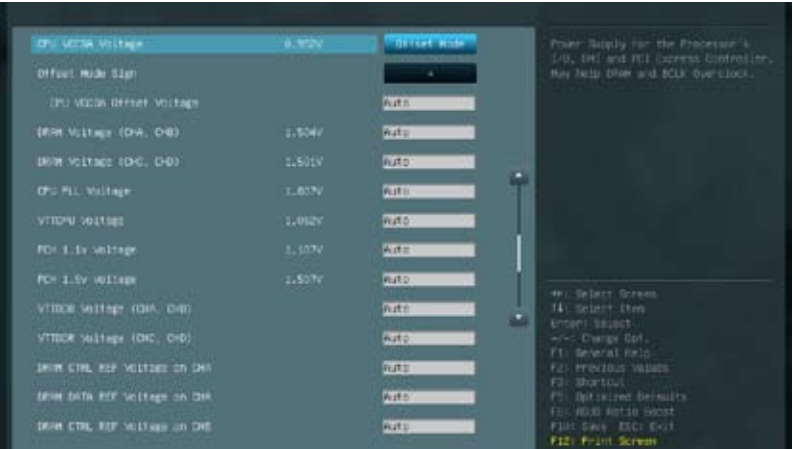 CPU VCCSA Voltage 0.952V Offset Mode
Offset Mode Sign +
CPU VCCSA Offset Voltage Auto
DRAM Voltage (CHA, CHB) 1.504V Auto
DRAM Voltage (CHC, CHD) 1.501V Auto
CPU PLL Voltage 1.807V Auto
VTTCPU Voltage 1.062V Auto
PCH 1.1v Voltage 1.107V Auto
PCH 1.5v Voltage 1.507V Auto
VTTDDR Voltage (CHA, CHB) Auto
VTTDDR Voltage (CHC, CHD) Auto
DRAM CTRL REF Voltage on CHA Auto
DRAM DATA REF Voltage on CHA Auto
DRAM CTRL REF Voltage on CHB Auto
Power Supply for the Processor's
I/O, DMI and PCI Express Controller.
May help DRAM and BCLK Overclock.
: Select Screen
: Select Item
Enter: Select
+/-: Change Opt.
F1: General Help
F2: Previous Values
F3: Shortcut
F5: Optimized Defaults
F6: ASUS Ratio Boost
F10: Save ESC: Exit
F12: Print Screen